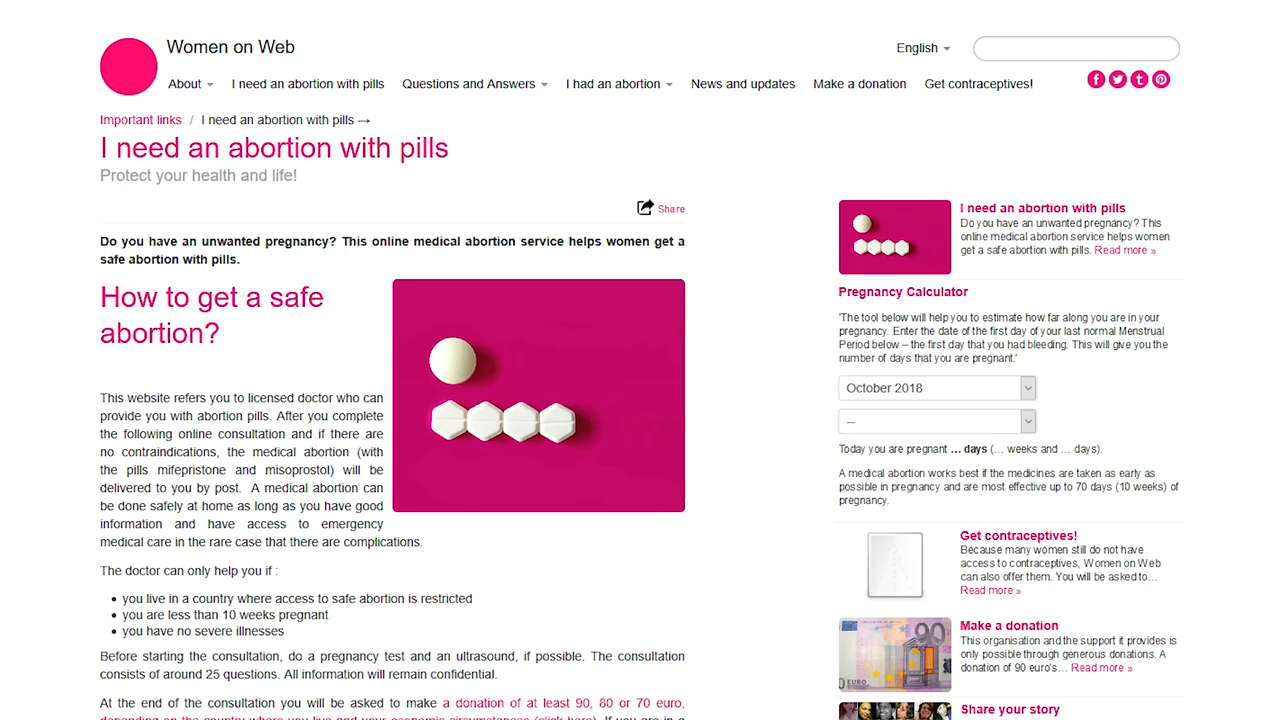 Women on Web
English
About
I need an abortion with pills
Questions and Answers
I had an abortion
News and updates
Make a donation
Get contraceptives!
Important links / I need an abortion with pills →
I need an abortion with pills
Protect your health and life!
Share
Do you have an unwanted pregnancy? This online medical abortion service helps women get a
safe abortion with pills.
How to get a safe
abortion?
This website refers you to licensed doctor who can
provide you with abortion pills. After you complete
the following online consultation and if there are
no contraindications, the medical abortion (with
the pills mifepristone and misoprostol) will be
delivered to you by post. A medical abortion can
be done safely at home as long as you have good
information and have access to emergency
medical care in the rare case that there are complications.
The doctor can only help you if :
• you live in a country where access to safe abortion is restricted
• you are less than 10 weeks pregnant
• you have no severe illnesses
Before starting the consultation, do a pregnancy test and an ultrasound, if possible. The consultation
consists of around 25 questions. All information will remain confidential.
At the end of the consultation you will be asked to make a donation of at least 90, 80 or 70 euro,
depending on the country where you live and your economic circumstances (click here). If you are in a
I need an abortion with pills
Do you have an unwanted pregnancy? This
online medical abortion service helps women
get a safe abortion with pills. Read more »
Pregnancy Calculator
'The tool below will help you to estimate how far along you are in your
pregnancy. Enter the date of the first day of your last normal Menstrual
Period below – the first day that you had bleeding. This will give you the
number of days that you are pregnant.'
October 2018
--
Today you are pregnant ... days (... weeks and ... days).
A medical abortion works best if the medicines are taken as early as
possible in pregnancy and are most effective up to 70 days (10 weeks) of
pregnancy.
Get contraceptives!
Because many women still do not have
access to contraceptives, Women on Web
can also offer them. You will be asked to…
Read more »
90
EURO
Make a donation
This organisation and the support it provides is
only possible through generous donations. A
donation of 90 euro's… Read more »
Share your story